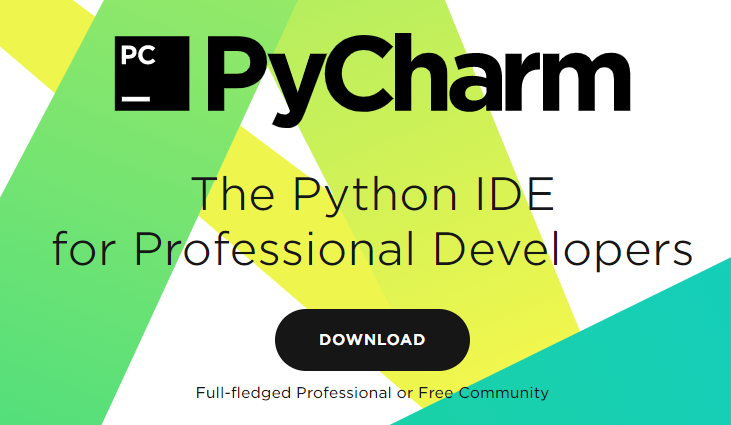 PC
PyCharm
The Python IDE
for Professional Developers
DOWNLOAD
Full-fledged Professional or Free Community